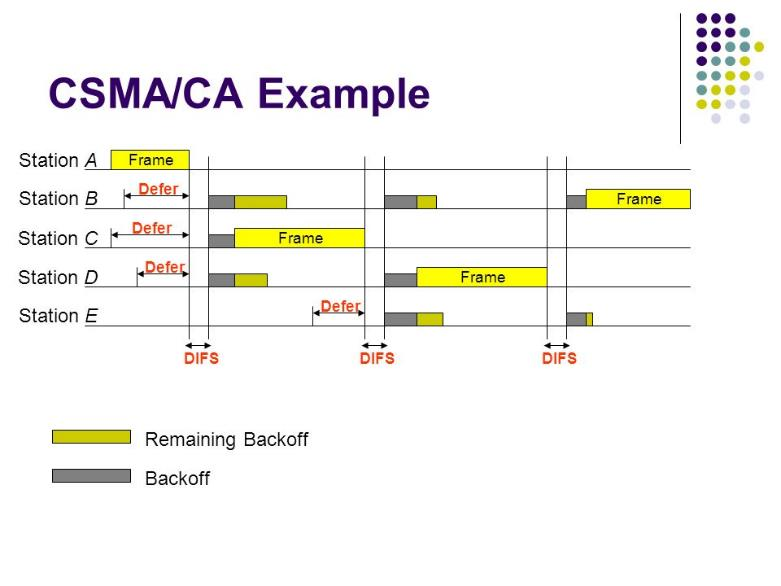 CSMA/CA Example
Station A
Frame
Station B
Defer
Frame
Station C
Defer
Frame
Station D
Defer
Frame
Station E
Defer
DIFS
DIFS
DIFS
Remaining Backoff
Backoff